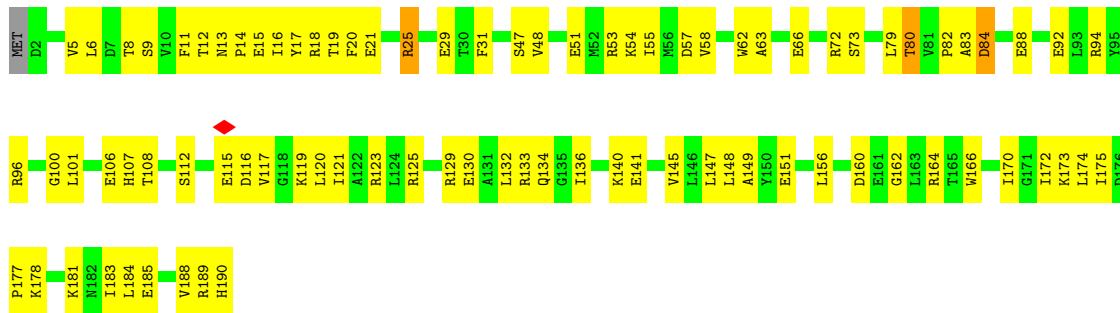 MET D2 V5 L6 D7 T8 S9 V10 F11 T12 N13 P14 E15 I16 Y17 R18 T19 F20 E21 R25 E29 T30 F31 S47 V48 E51 M52 R53 K54 I55 M56 D57 V58 W62 A63 E66 R72 S73 L79 T80 V81 P82 A83 D84 E88 E92 L93 R94 Y95
R96 G100 L101 E106 H107 T108 S112 E115 D116 V117 G118 K119 L120 I121 A122 R123 L124 R125 R129 E130 A131 L132 R133 Q134 G135 I136 K140 E141 V145 L146 L147 L148 A149 Y150 E151 L156 D160 E161 G162 L163 R164 T165 W166 I170 G171 I172 K173 L174 I175 D176
P177 K178 K181 N182 I183 L184 E185 V188 R189 H190